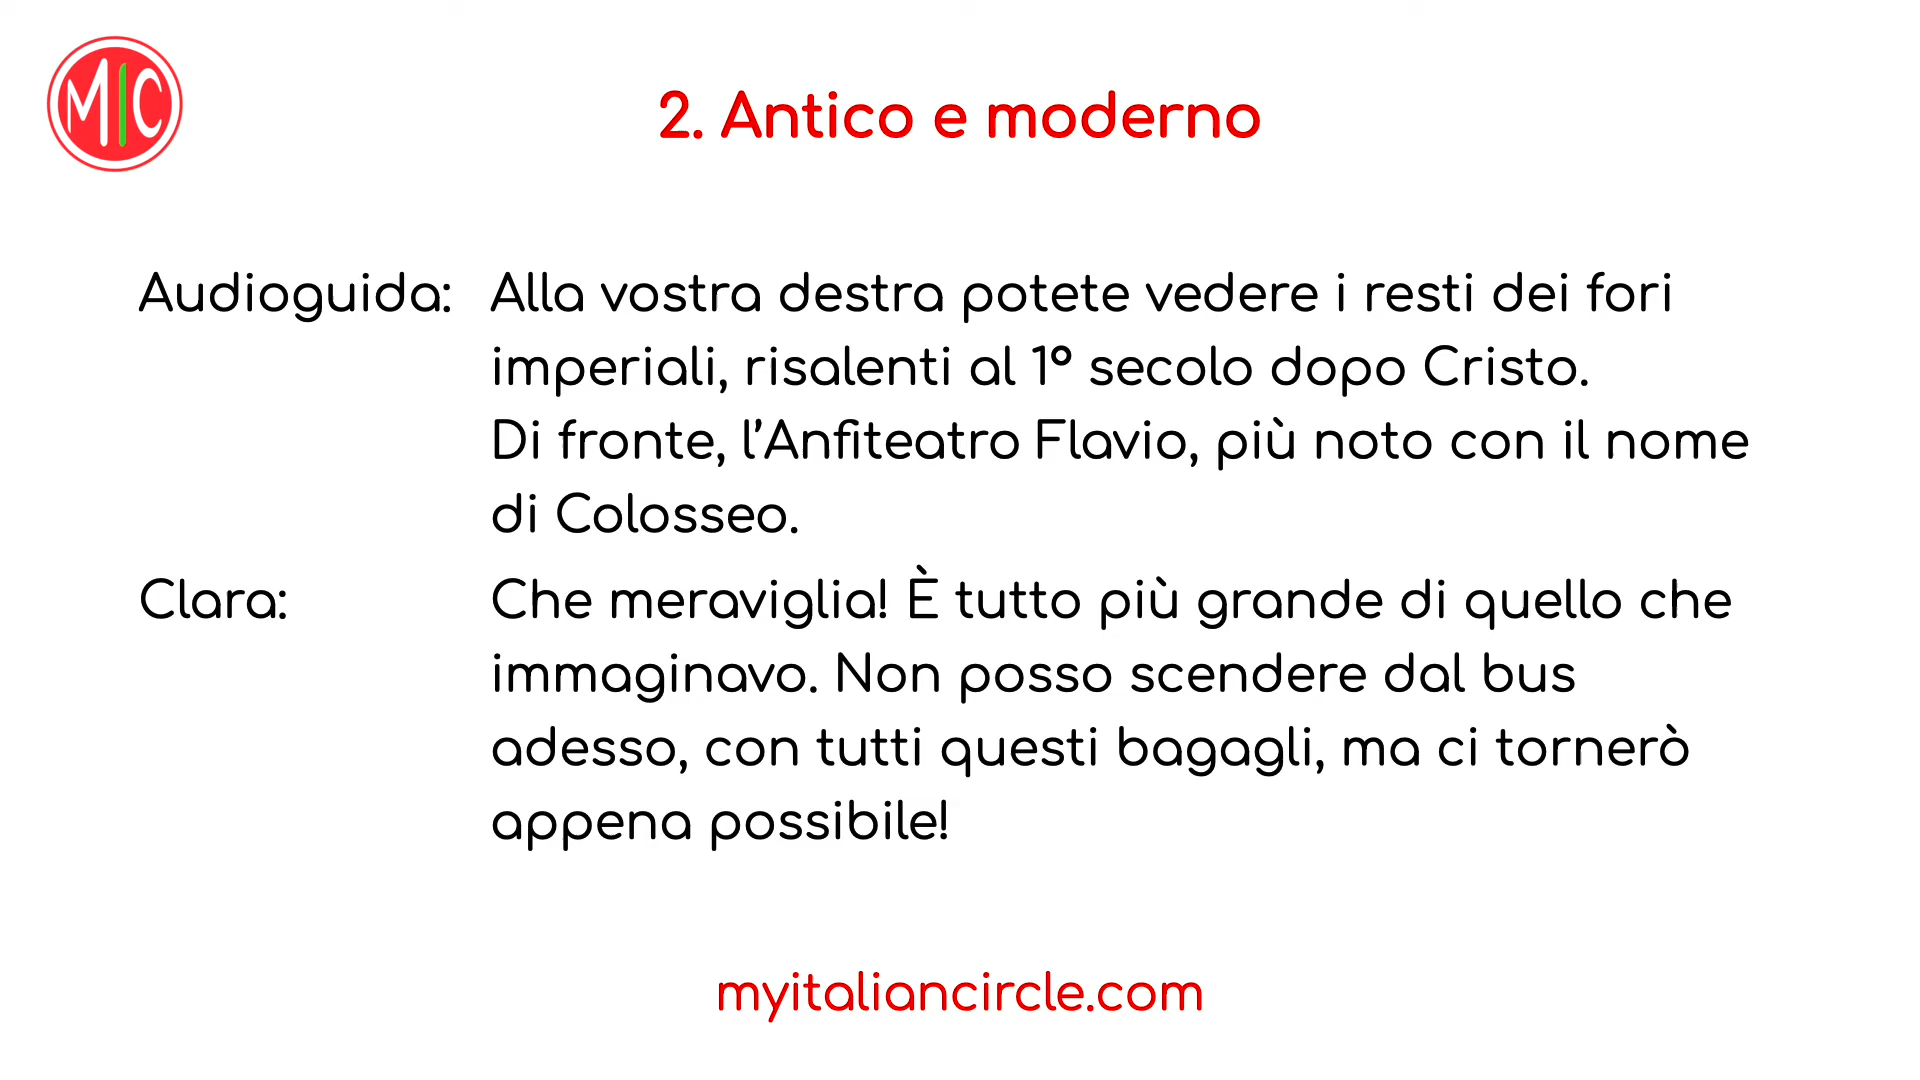 MIC
2. Antico e moderno
Audioguida: Alla vostra destra potete vedere i resti dei fori
imperiali, risalenti al 1° secolo dopo Cristo.
Di fronte, l’Anfiteatro Flavio, più noto con il nome
di Colosseo.
Clara: Che meraviglia! È tutto più grande di quello che
immaginavo. Non posso scendere dal bus
adesso, con tutti questi bagagli, ma ci tornerò
appena possibile!
myitaliancircle.com